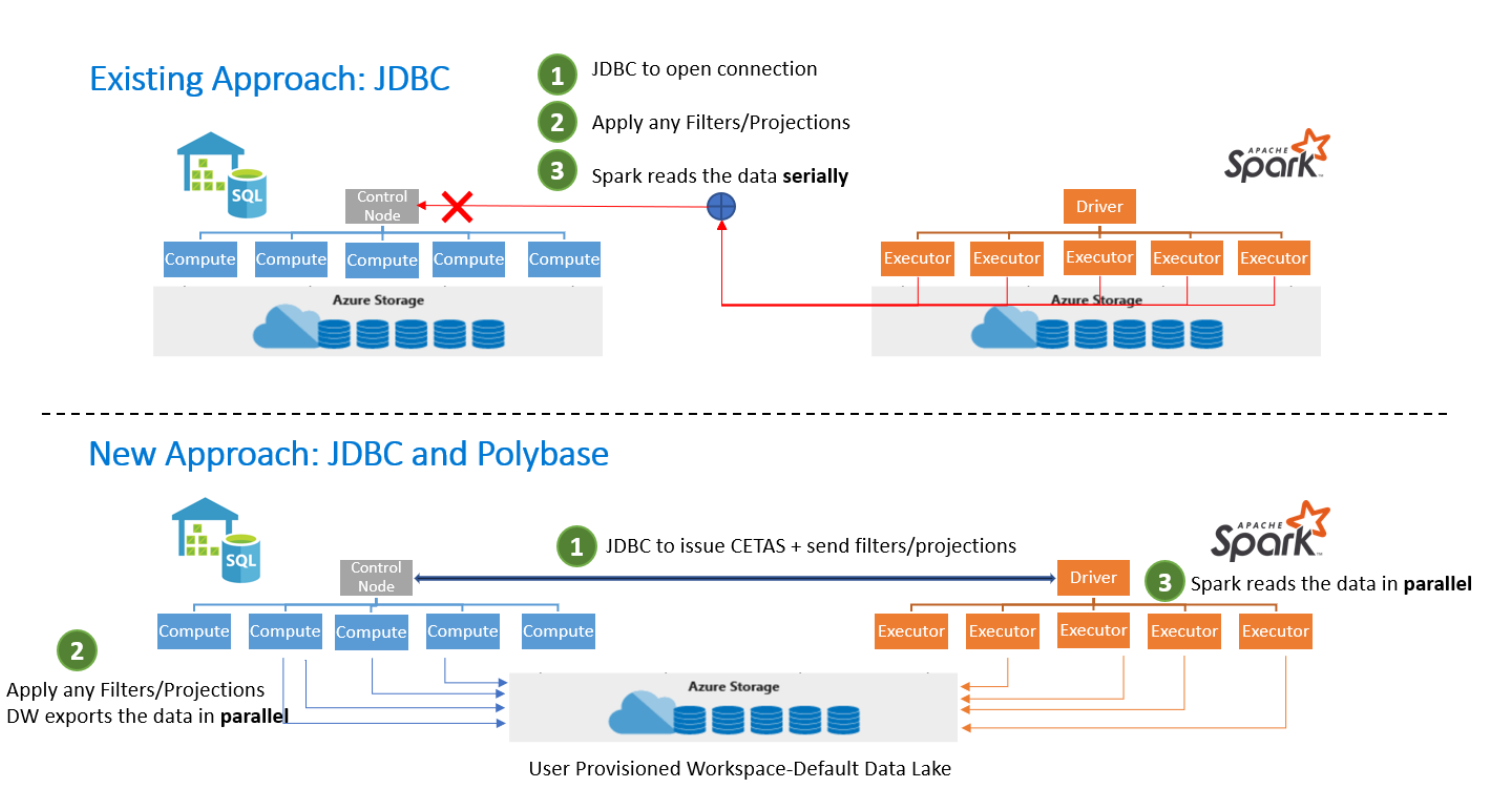 Existing Approach: JDBC
1 JDBC to open connection
2 Apply any Filters/Projections
3 Spark reads the data serially
SQL
APACHE
Spark
Control
Node
Driver
Compute Compute Compute Compute Compute
Executor Executor Executor Executor Executor
Azure Storage
Azure Storage
New Approach: JDBC and Polybase
SQL
APACHE
Spark
1 JDBC to issue CETAS + send filters/projections
Control
Node
Driver
3 Spark reads the data in parallel
Compute Compute Compute Compute Compute
Executor Executor Executor Executor Executor
2
Apply any Filters/Projections
DW exports the data in parallel
Azure Storage
User Provisioned Workspace-Default Data Lake